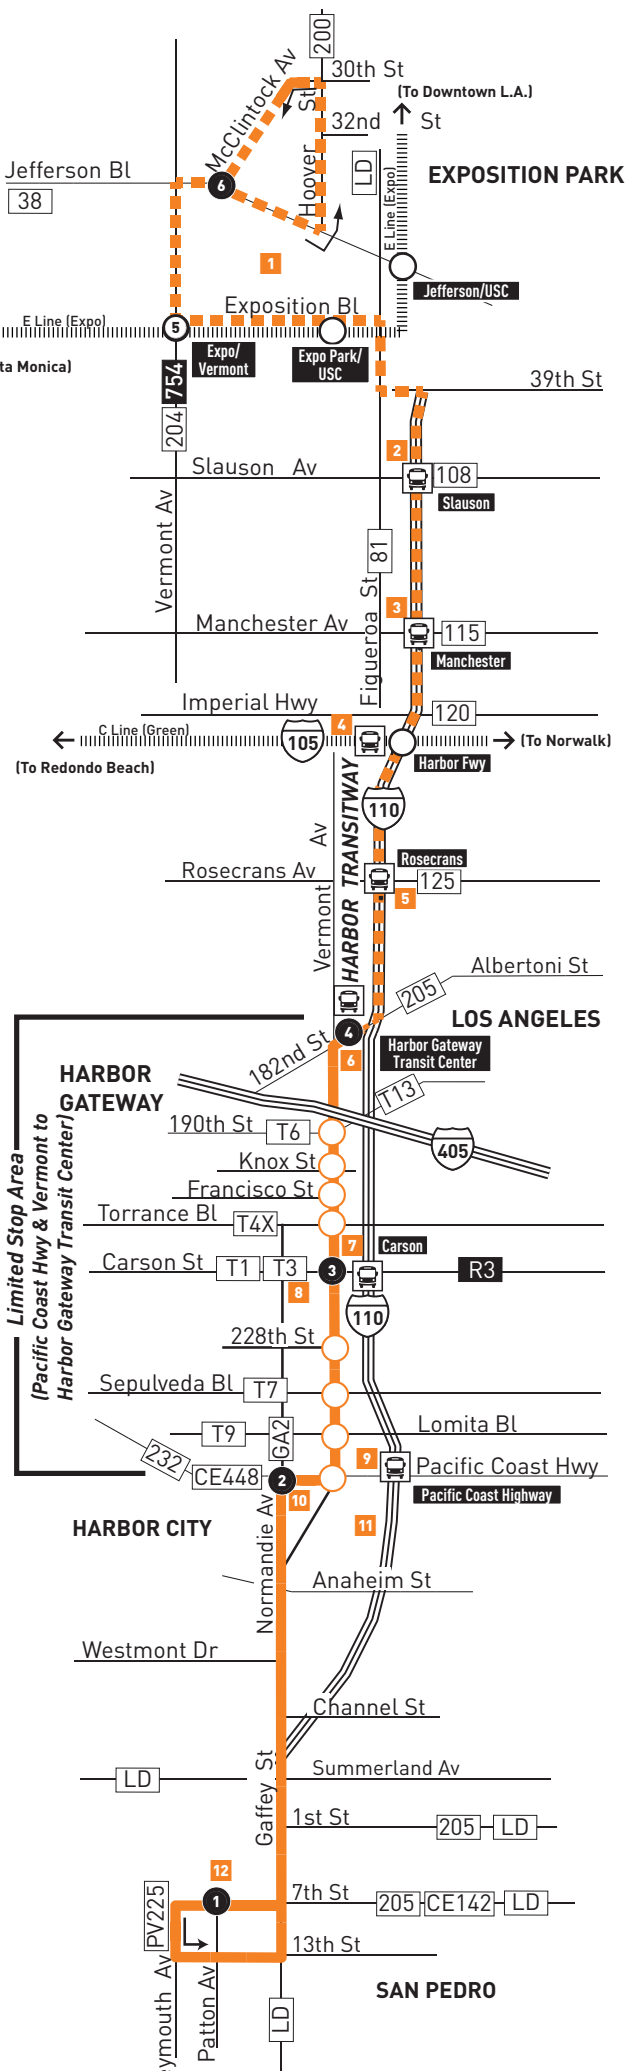 200
30th St
(To Downtown L.A.)
McClintock Av
32nd St
Hoover St
LD
E Line (Expo)
EXPOSITION PARK
Jefferson Bl
38
6
1
Jefferson/USC
Exposition Bl
E Line (Expo)
5
Expo/
Vermont
Expo Park/
USC
ta Monica)
754
204
39th St
2
Slauson Av
108
Slauson
Vermont Av
81
Figueroa St
3
Manchester Av
115
Manchester
Imperial Hwy
120
4
C Line (Green)
105
(To Norwalk)
(To Redondo Beach)
Harbor Fwy
110
HARBOR TRANSITWAY
Vermont Av
Rosecrans
Rosecrans Av
125
5
Albertoni St
205
LOS ANGELES
4
182nd St
6
Harbor Gateway
Transit Center
HARBOR
GATEWAY
Limited Stop Area
(Pacific Coast Hwy & Vermont to
Harbor Gateway Transit Center)
T13
190th St
T6
405
Knox St
Francisco St
Torrance Bl
T4X
7
Carson
Carson St
T1
T3
3
R3
8
110
228th St
Sepulveda Bl
T7
Lomita Bl
T9
GA2
232
CE448
2
9
Pacific Coast Hwy
Pacific Coast Highway
10
11
HARBOR CITY
Normandie Av
Anaheim St
Westmont Dr
Channel St
Gaffey St
Summerland Av
LD
1st St
205
LD
12
1
7th St
205
CE142
LD
PV225
13th St
SAN PEDRO
ymouth Av
Patton Av
LD